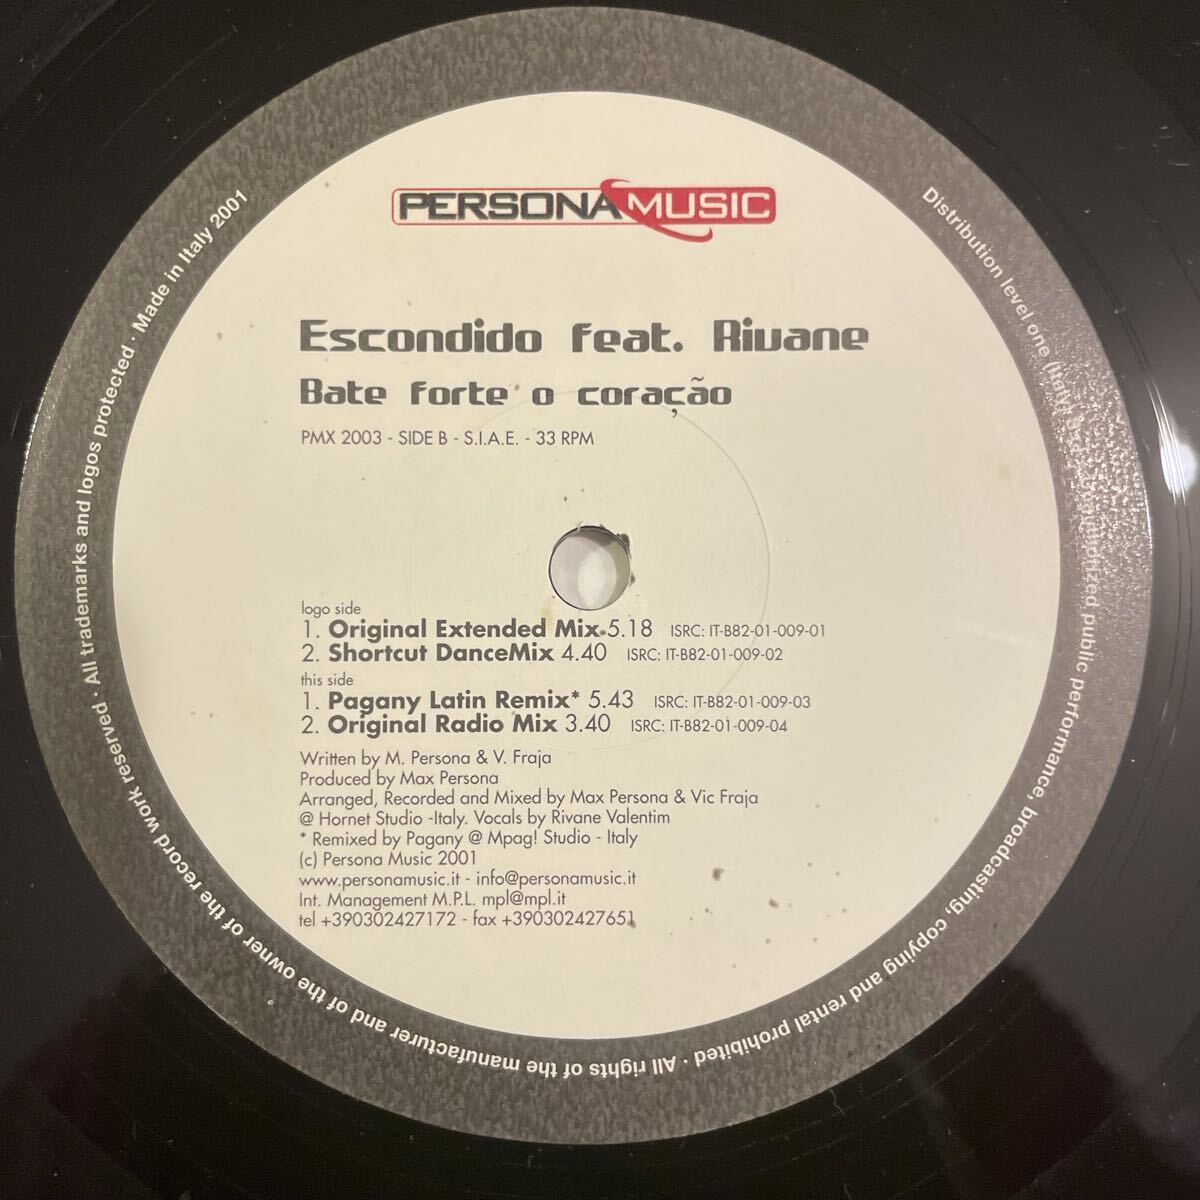 PERSONA MUSIC
Escondido feat. Rivane
Bate forte o coração
PMX 2003 - SIDE B - S.I.A.E. - 33 RPM
logo side
1. Original Extended Mix 5.18 ISRC: IT-B82-01-009-01
2. Shortcut DanceMix 4.40 ISRC: IT-B82-01-009-02
this side
1. Pagany Latin Remix* 5.43 ISRC: IT-B82-01-009-03
2. Original Radio Mix 3.40 ISRC: IT-B82-01-009-04
Written by M. Persona & V. Fraja
Produced by Max Persona
Arranged, Recorded and Mixed by Max Persona & Vic Fraja
@ Hornet Studio -Italy. Vocals by Rivane Valentim
* Remixed by Pagany @ Mpag! Studio - Italy
(c) Persona Music 2001
www.personamusic.it - info@personamusic.it
Int. Management M.P.L. mpl@mpl.it
tel +390302427172 - fax +390302427651
Distribution level one (Italy) public performance, broadcasting, copying and rental prohibited · All rights of the manufacturer and of the owner of the record work reserved · All trademarks and logos protected · Made in Italy 2001